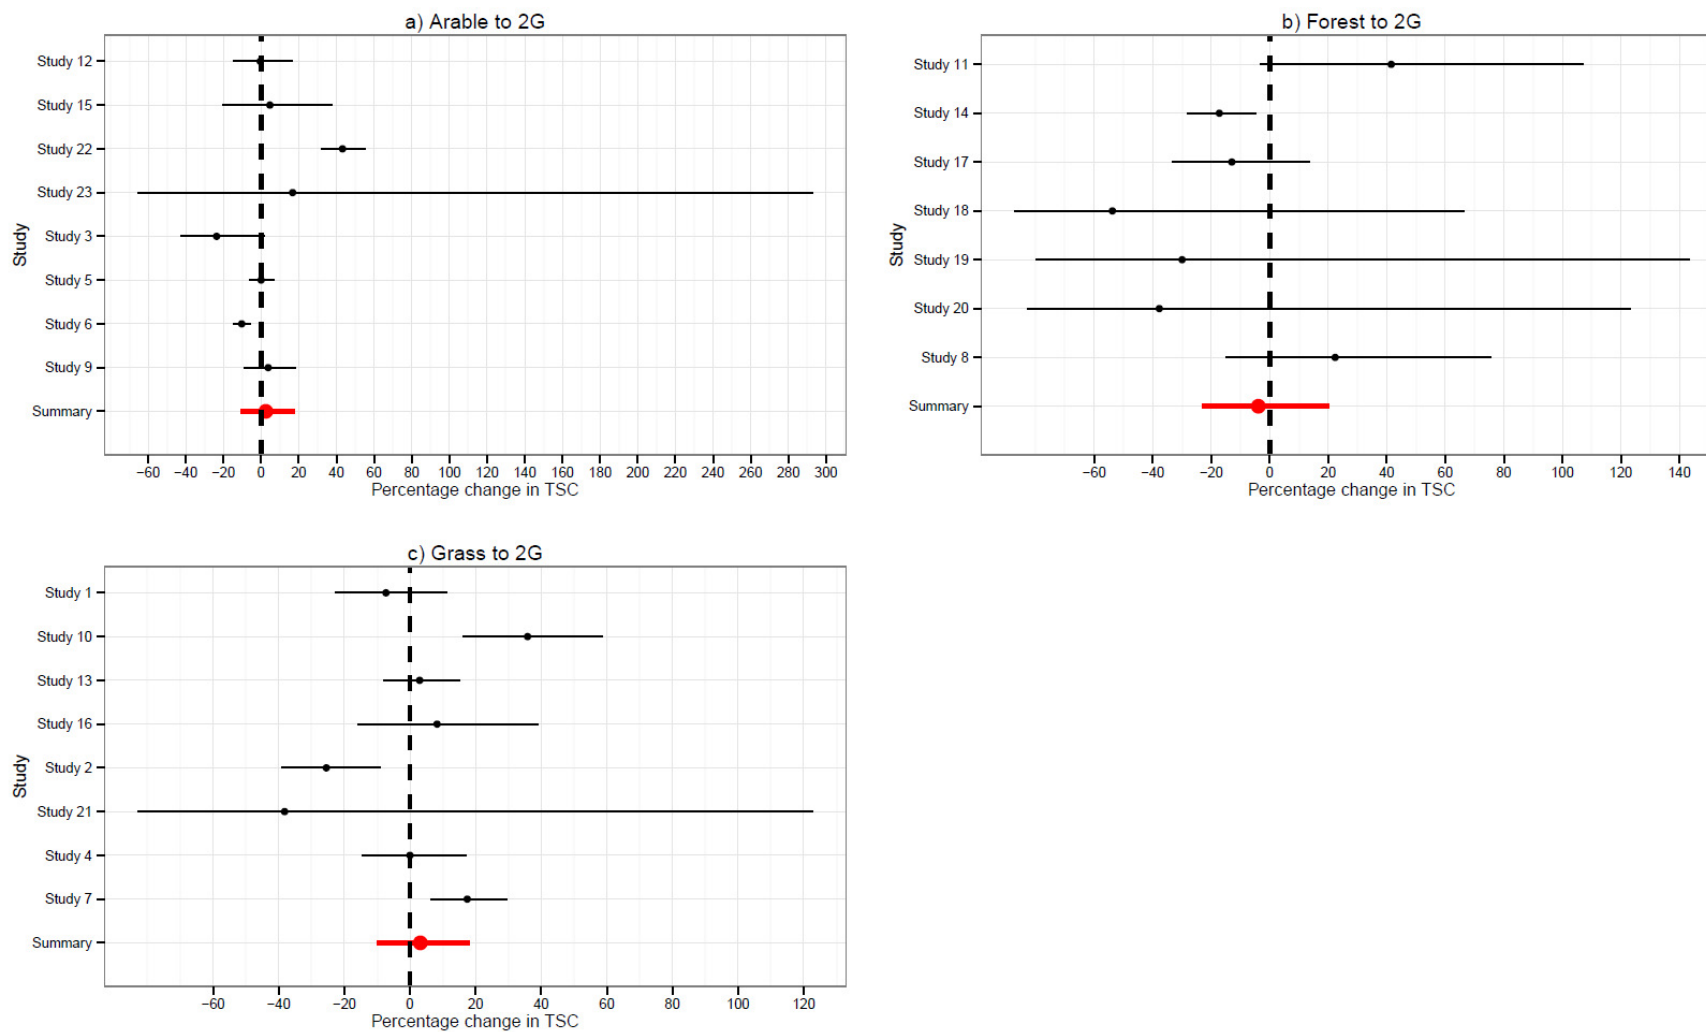 a) Arable to 2G
Study
Study 12
Study 15
Study 22
Study 23
Study 3
Study 5
Study 6
Study 9
Summary
−60 −40 −20 0 20 40 60 80 100 120 140 160 180 200 220 240 260 280 300
Percentage change in TSC
b) Forest to 2G
Study
Study 11
Study 14
Study 17
Study 18
Study 19
Study 20
Study 8
Summary
−60 −40 −20 0 20 40 60 80 100 120 140
Percentage change in TSC
c) Grass to 2G
Study
Study 1
Study 10
Study 13
Study 16
Study 2
Study 21
Study 4
Study 7
Summary
−60 −40 −20 0 20 40 60 80 100 120
Percentage change in TSC